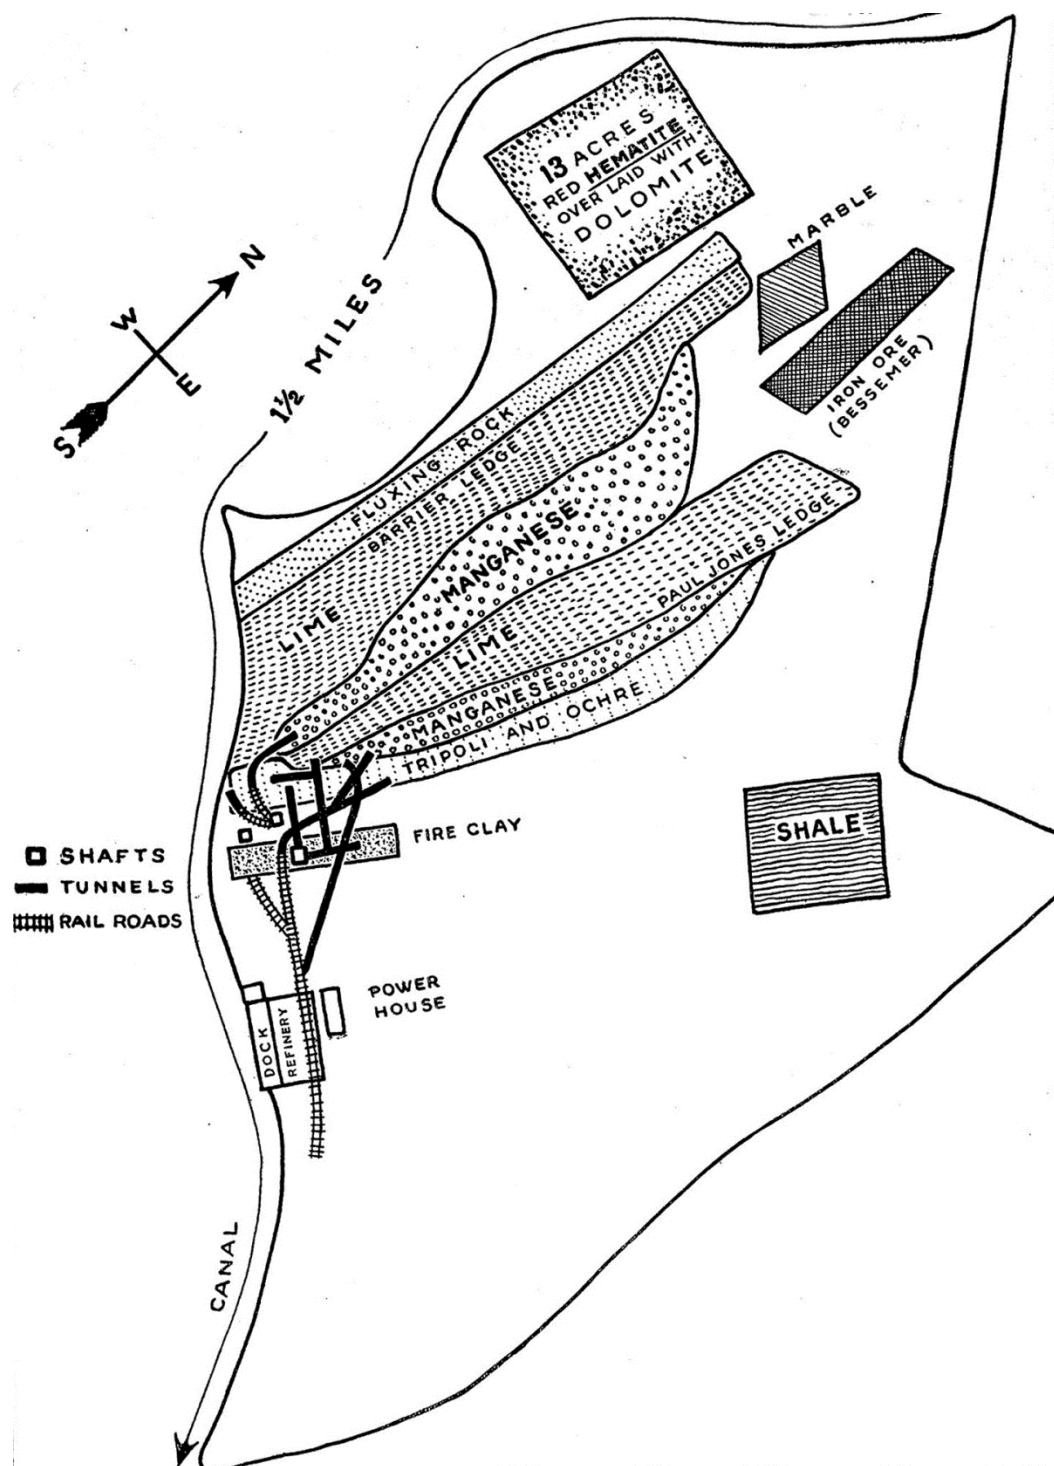 13 ACRES
RED HEMATITE
OVER LAID WITH
DOLOMITE
MARBLE
N
W
E
S
1½ MILES
IRON ORE
(BESSEMER)
FLUXING ROCK
BARRIER LEDGE
MANGANESE
LIME
PAUL JONES LEDGE
LIME
MANGANESE
TRIPOLI AND OCHRE
SHALE
FIRE CLAY
SHAFTS
TUNNELS
RAIL ROADS
POWER
HOUSE
DOCK
REFINERY
CANAL